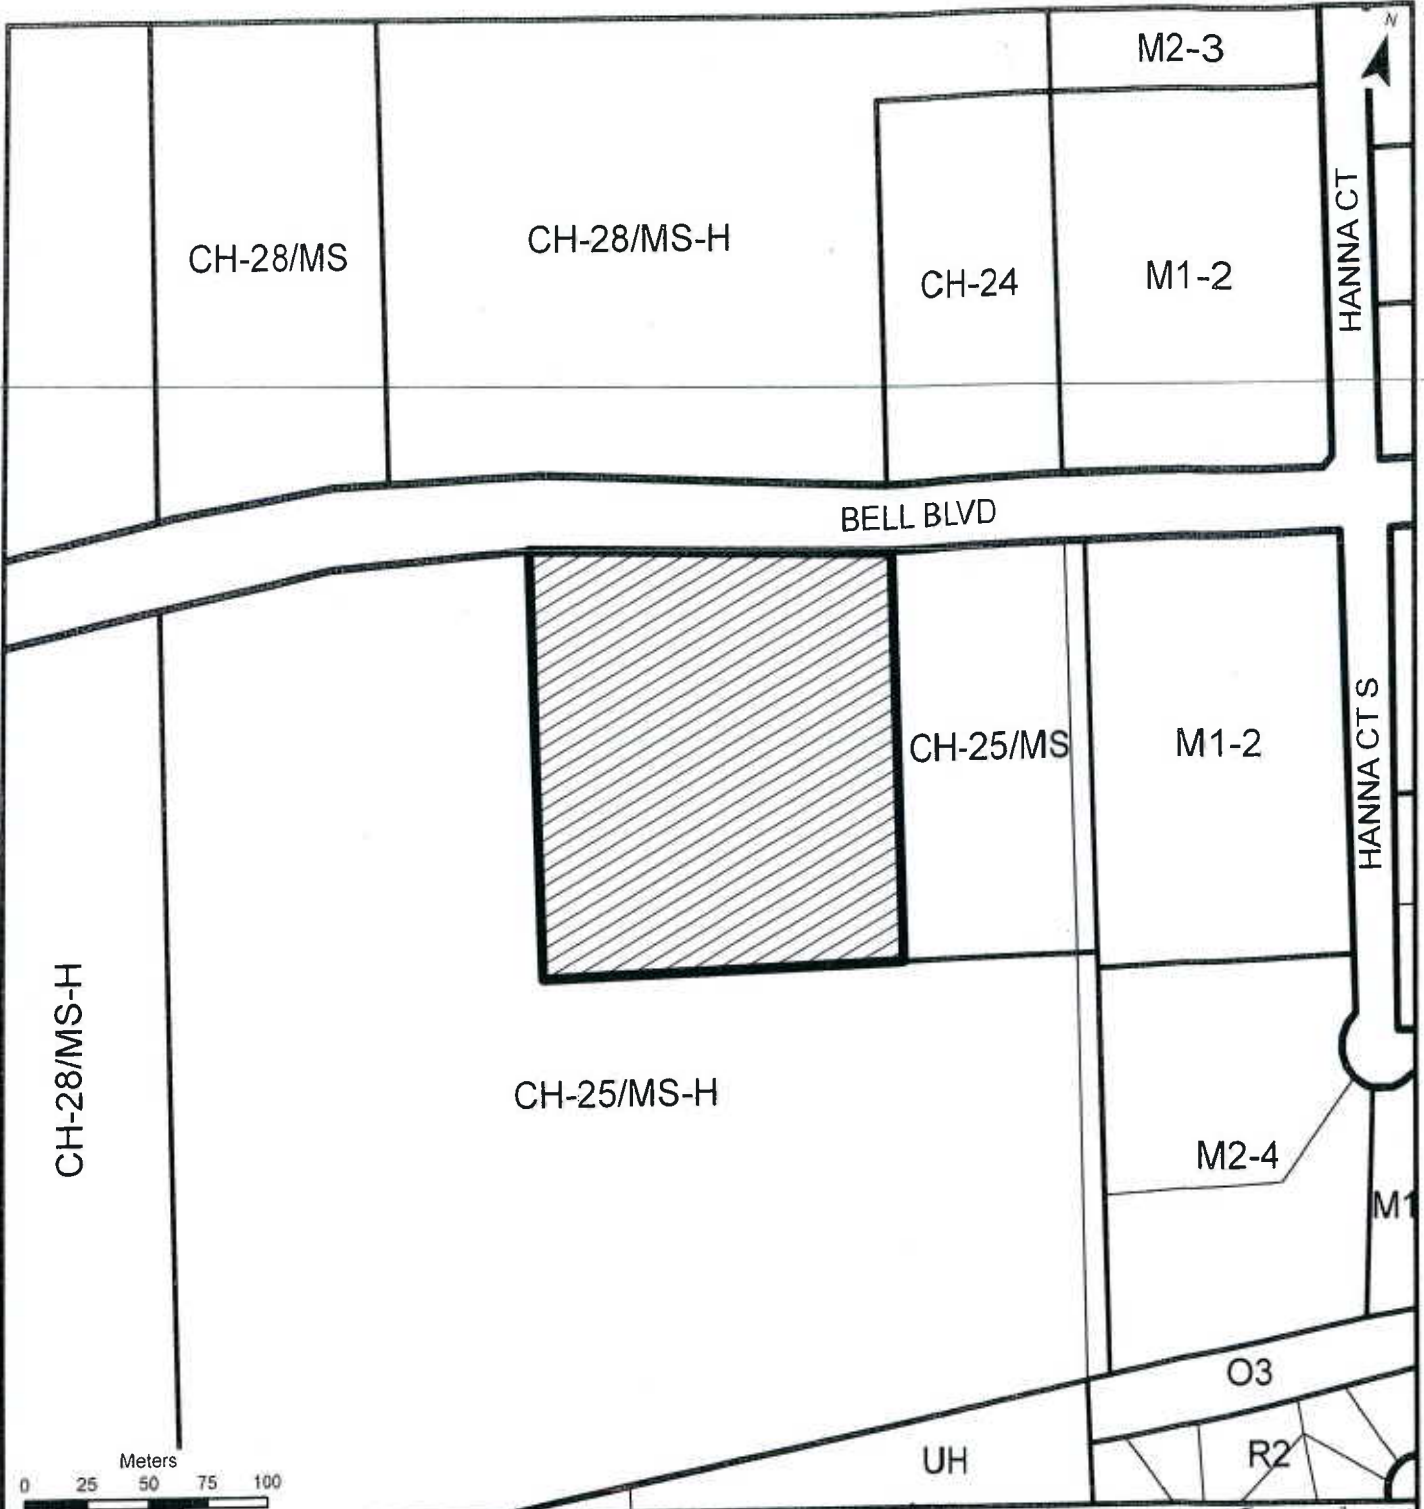 N
M2-3
HANNA CT
CH-28/MS
CH-28/MS-H
CH-24
M1-2
BELL BLVD
CH-25/MS
M1-2
HANNA CT S
CH-28/MS-H
CH-25/MS-H
M2-4
M1
O3
UH
R2
Meters
0 25 50 75 100